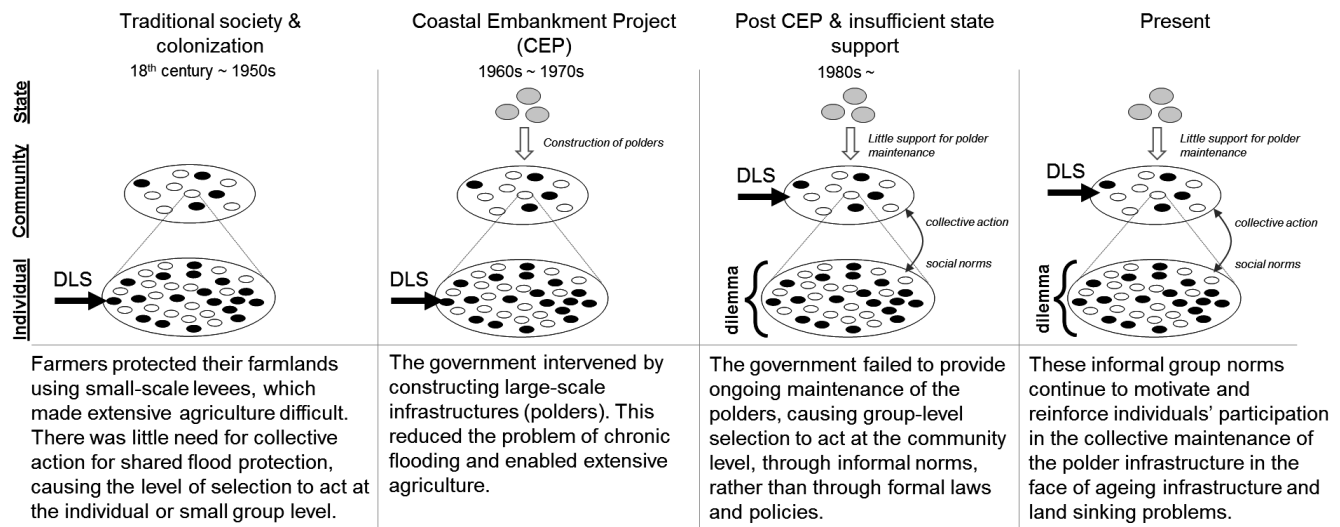 Traditional society &
colonization
18th century ~ 1950s
Coastal Embankment Project
(CEP)
1960s ~ 1970s
Post CEP & insufficient state
support
1980s ~
Present
State
Community
Individual
DLS
Construction of polders
DLS
Little support for polder
maintenance
DLS
collective action
social norms
dilemma
Little support for polder
maintenance
DLS
collective action
social norms
dilemma
Farmers protected their farmlands
using small-scale levees, which
made extensive agriculture difficult.
There was little need for collective
action for shared flood protection,
causing the level of selection to act at
the individual or small group level.
The government intervened by
constructing large-scale
infrastructures (polders). This
reduced the problem of chronic
flooding and enabled extensive
agriculture.
The government failed to provide
ongoing maintenance of the
polders, causing group-level
selection to act at the community
level, through informal norms,
rather than through formal laws
and policies.
These informal group norms
continue to motivate and
reinforce individuals’ participation
in the collective maintenance of
the polder infrastructure in the
face of ageing infrastructure and
land sinking problems.